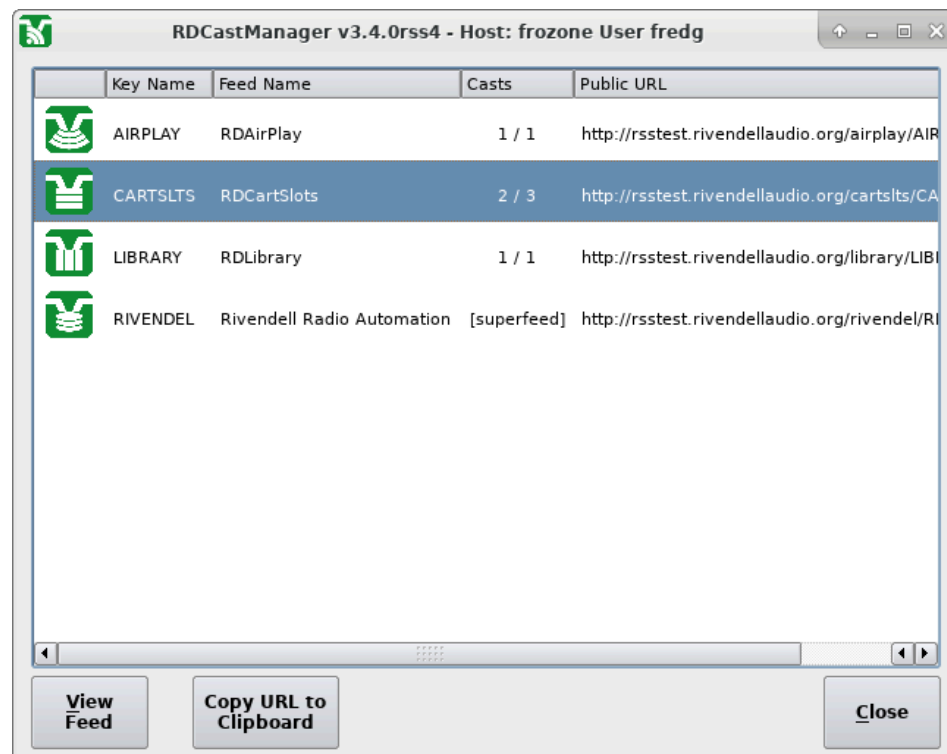 RDCastManager v3.4.0rss4 - Host: frozone User fredg
Key Name Feed Name Casts Public URL
AIRPLAY RDAirPlay 1 / 1 http://rsstest.rivendellaudio.org/airplay/AIR
CARTSLTS RDCartSlots 2 / 3 http://rsstest.rivendellaudio.org/cartslts/CA
LIBRARY RDLibrary 1 / 1 http://rsstest.rivendellaudio.org/library/LIB
RIVENDEL Rivendell Radio Automation [superfeed] http://rsstest.rivendellaudio.org/rivendel/RI
View
Feed
Copy URL to
Clipboard
Close